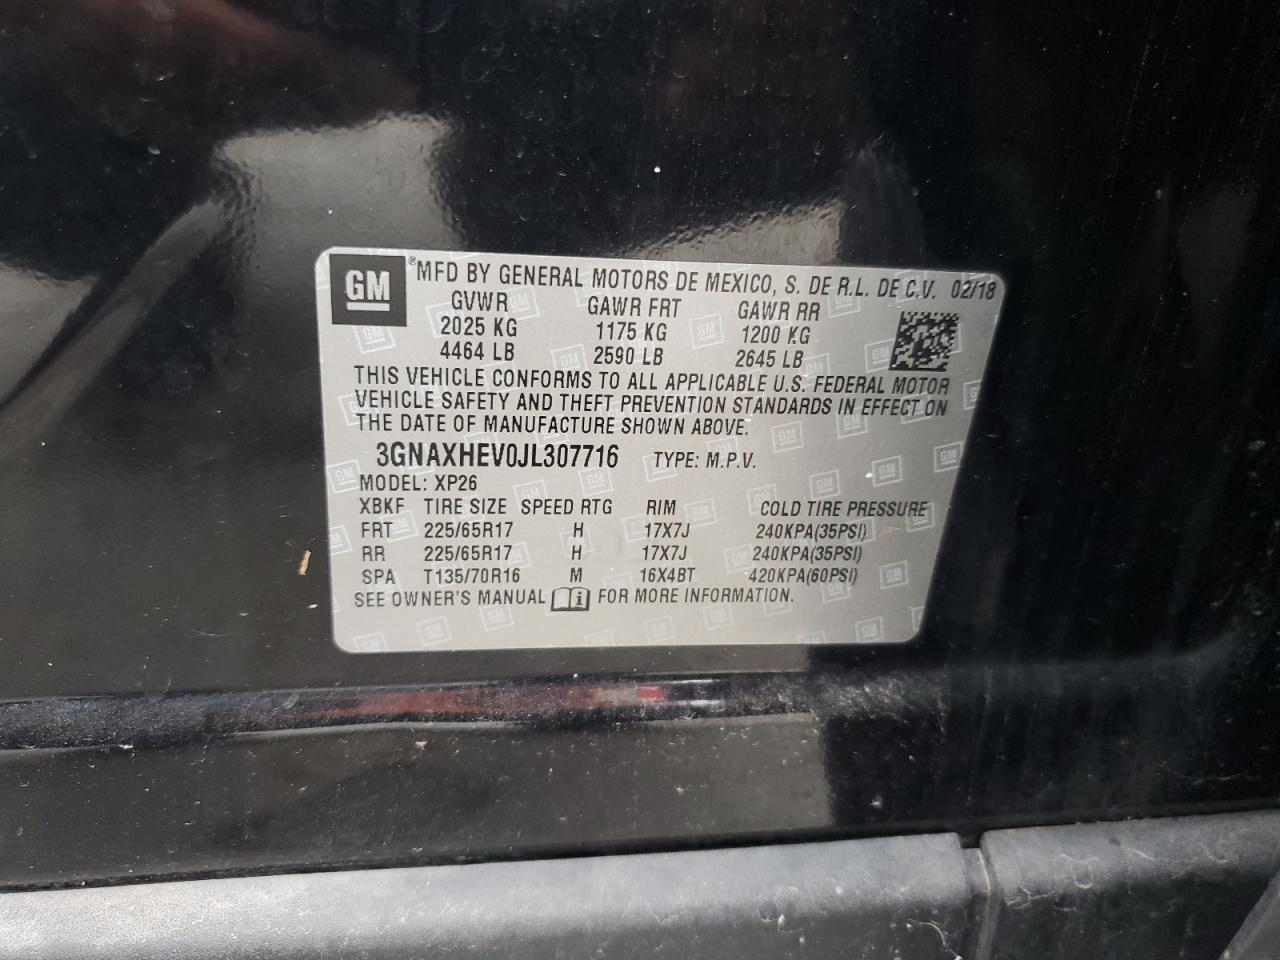 GM
® MFD BY GENERAL MOTORS DE MEXICO, S. DE R.L. DE C.V. 02/18
GVWR GAWR FRT GAWR RR
2025 KG 1175 KG 1200 KG
4464 LB 2590 LB 2645 LB
THIS VEHICLE CONFORMS TO ALL APPLICABLE U.S. FEDERAL MOTOR
VEHICLE SAFETY AND THEFT PREVENTION STANDARDS IN EFFECT ON
THE DATE OF MANUFACTURE SHOWN ABOVE.
3GNAXHEV0JL307716 TYPE: M.P.V.
MODEL: XP26
XBKF TIRE SIZE SPEED RTG RIM COLD TIRE PRESSURE
FRT 225/65R17 H 17X7J 240KPA(35PSI)
RR 225/65R17 H 17X7J 240KPA(35PSI)
SPA T135/70R16 M 16X4BT 420KPA(60PSI)
SEE OWNER'S MANUAL i FOR MORE INFORMATION.